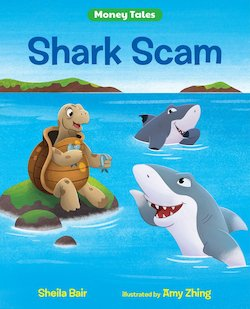 Money Tales
Shark Scam
Sheila Bair
illustrated by Amy Zhing